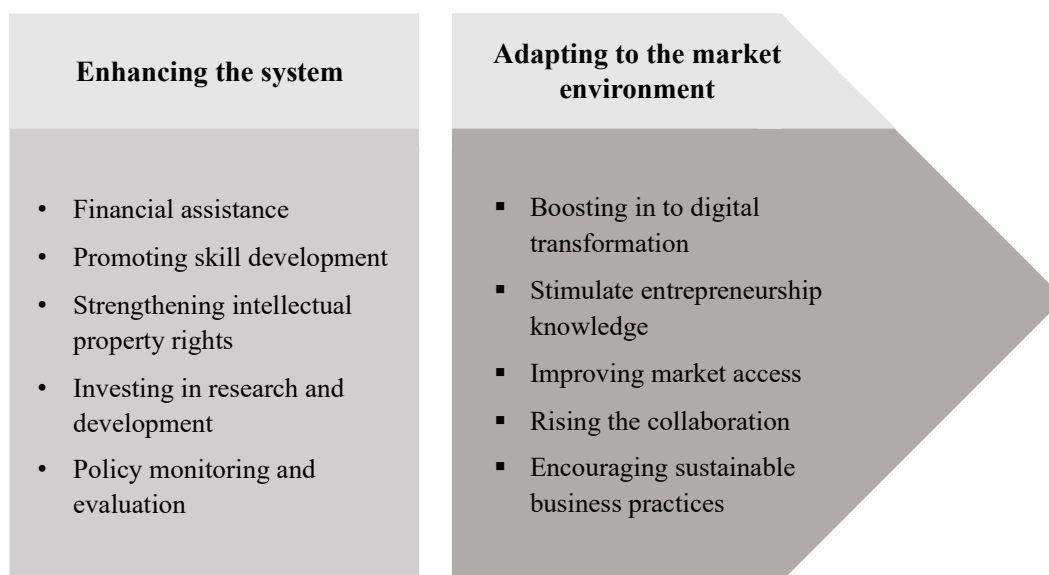 Enhancing the system
• Financial assistance
• Promoting skill development
• Strengthening intellectual
property rights
• Investing in research and
development
• Policy monitoring and
evaluation
Adapting to the market
environment
▪ Boosting in to digital
transformation
▪ Stimulate entrepreneurship
knowledge
▪ Improving market access
▪ Rising the collaboration
▪ Encouraging sustainable
business practices